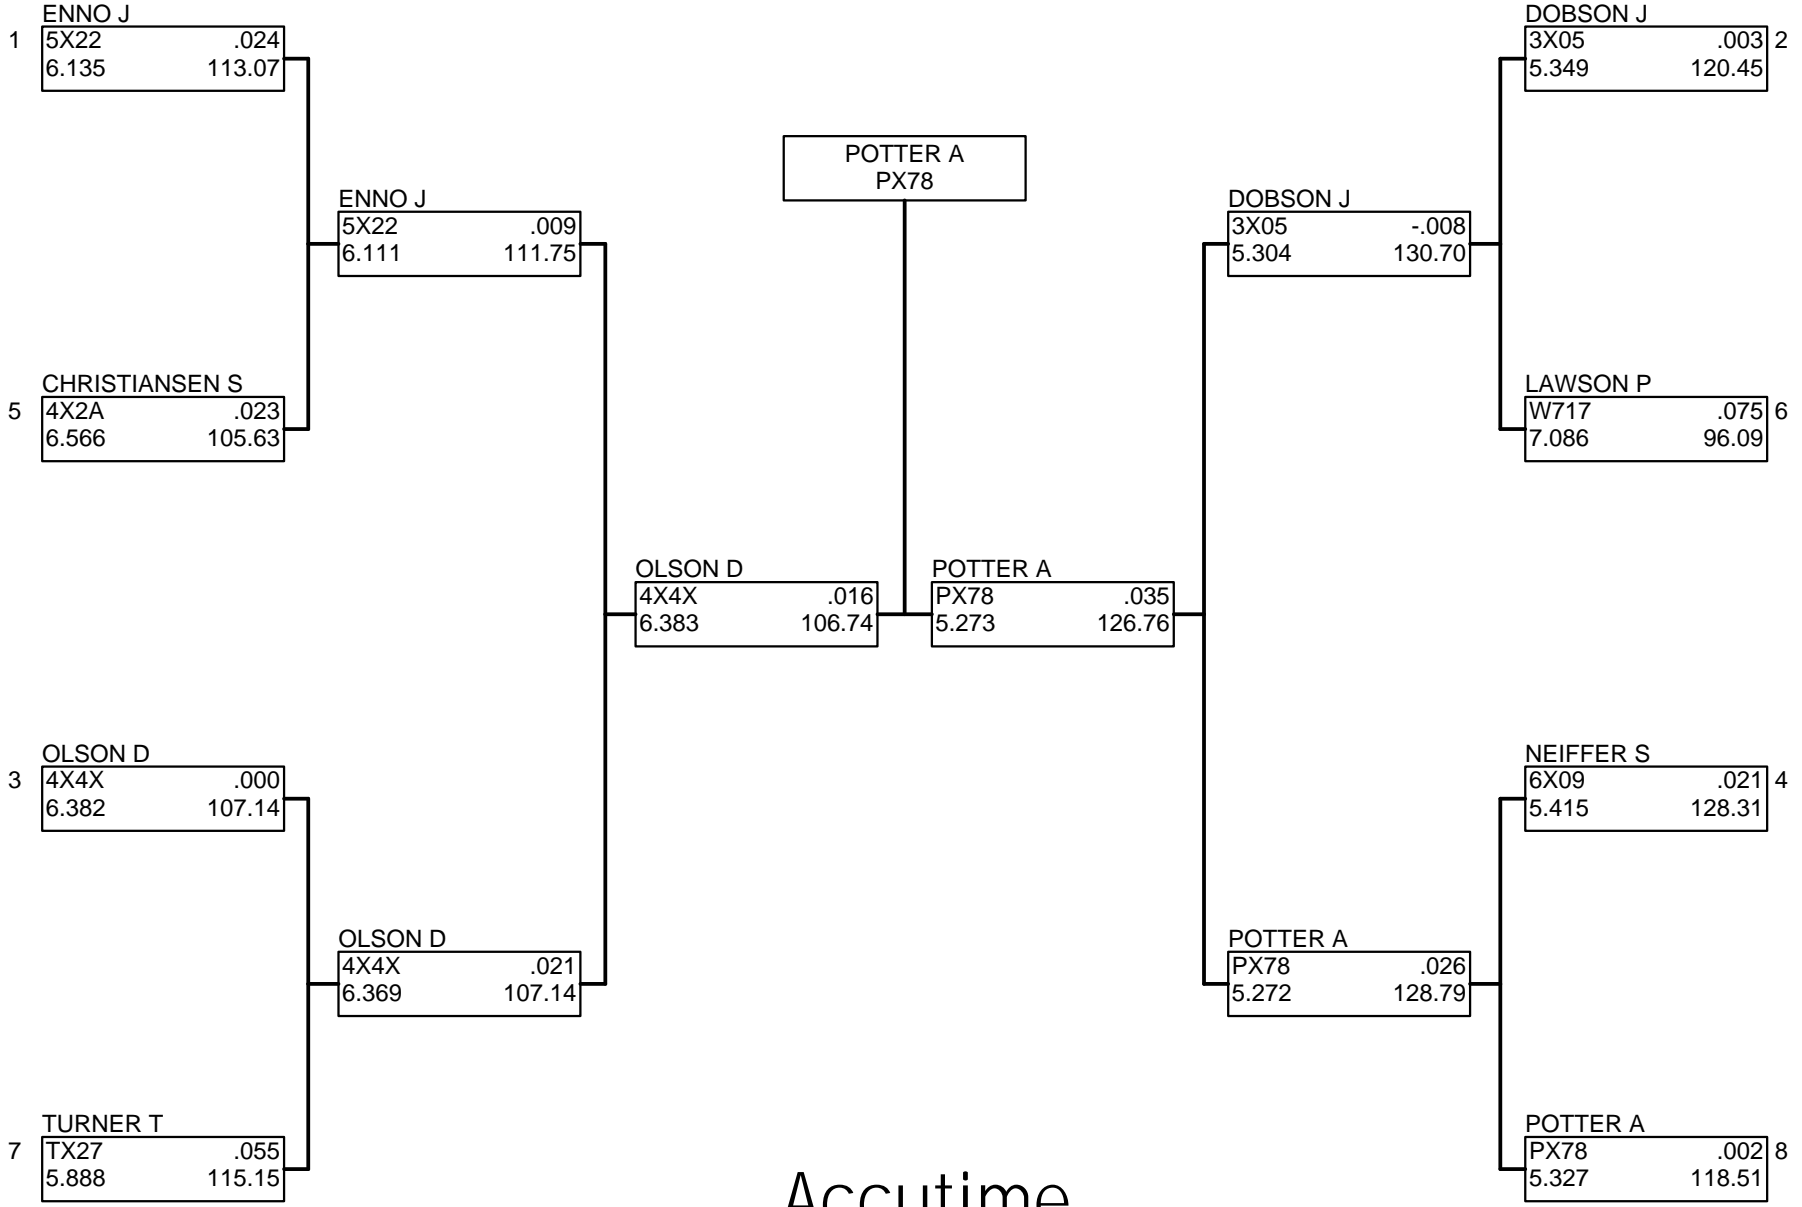 ENNO J
1 5X22 .024
6.135 113.07
CHRISTIANSEN S
5 4X2A .023
6.566 105.63
OLSON D
3 4X4X .000
6.382 107.14
TURNER T
7 TX27 .055
5.888 115.15
ENNO J
5X22 .009
6.111 111.75
OLSON D
4X4X .021
6.369 107.14
OLSON D
4X4X .016
6.383 106.74
POTTER A
PX78
POTTER A
PX78 .035
5.273 126.76
DOBSON J
3X05 -.008
5.304 130.70
POTTER A
PX78 .026
5.272 128.79
DOBSON J
3X05 .003 2
5.349 120.45
LAWSON P
W717 .075 6
7.086 96.09
NEIFFER S
6X09 .021 4
5.415 128.31
POTTER A
PX78 .002 8
5.327 118.51
Accutime